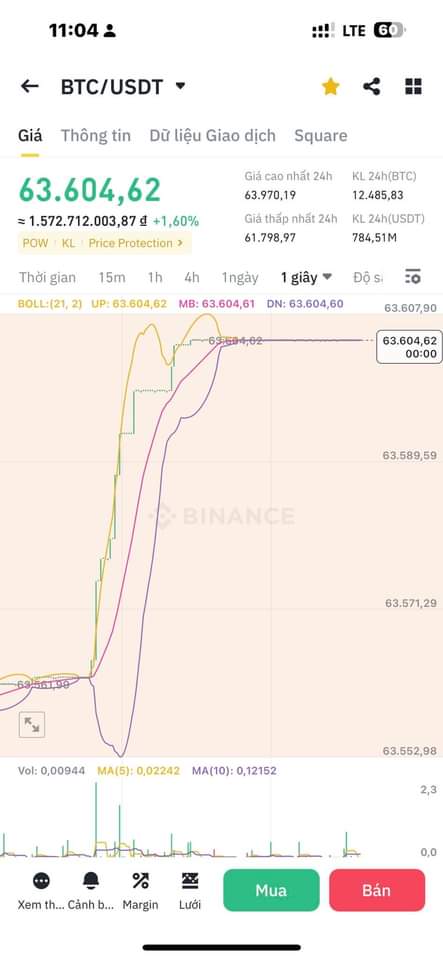 11:04 LTE 60
BTC/USDT
Giá Thông tin Dữ liệu Giao dịch Square
63.604,62
≈ 1.572.712.003,87 ₫ +1,60%
POW KL Price Protection >
Giá cao nhất 24h KL 24h(BTC)
63.970,19 12.485,83
Giá thấp nhất 24h KL 24h(USDT)
61.798,97 784,51M
Thời gian 15m 1h 4h 1ngày 1 giây Độ sâ
BOLL:(21, 2) UP: 63.604,62 MB: 63.604,61 DN: 63.604,60
63.607,90
63.604,62
63.604,62
00:00
63.589,59
BINANCE
63.571,29
63.561,99
63.552,98
Vol: 0,00944 MA(5): 0,02242 MA(10): 0,12152
2,3
0,0
Xem th... Cảnh b... Margin Lưới
Mua Bán